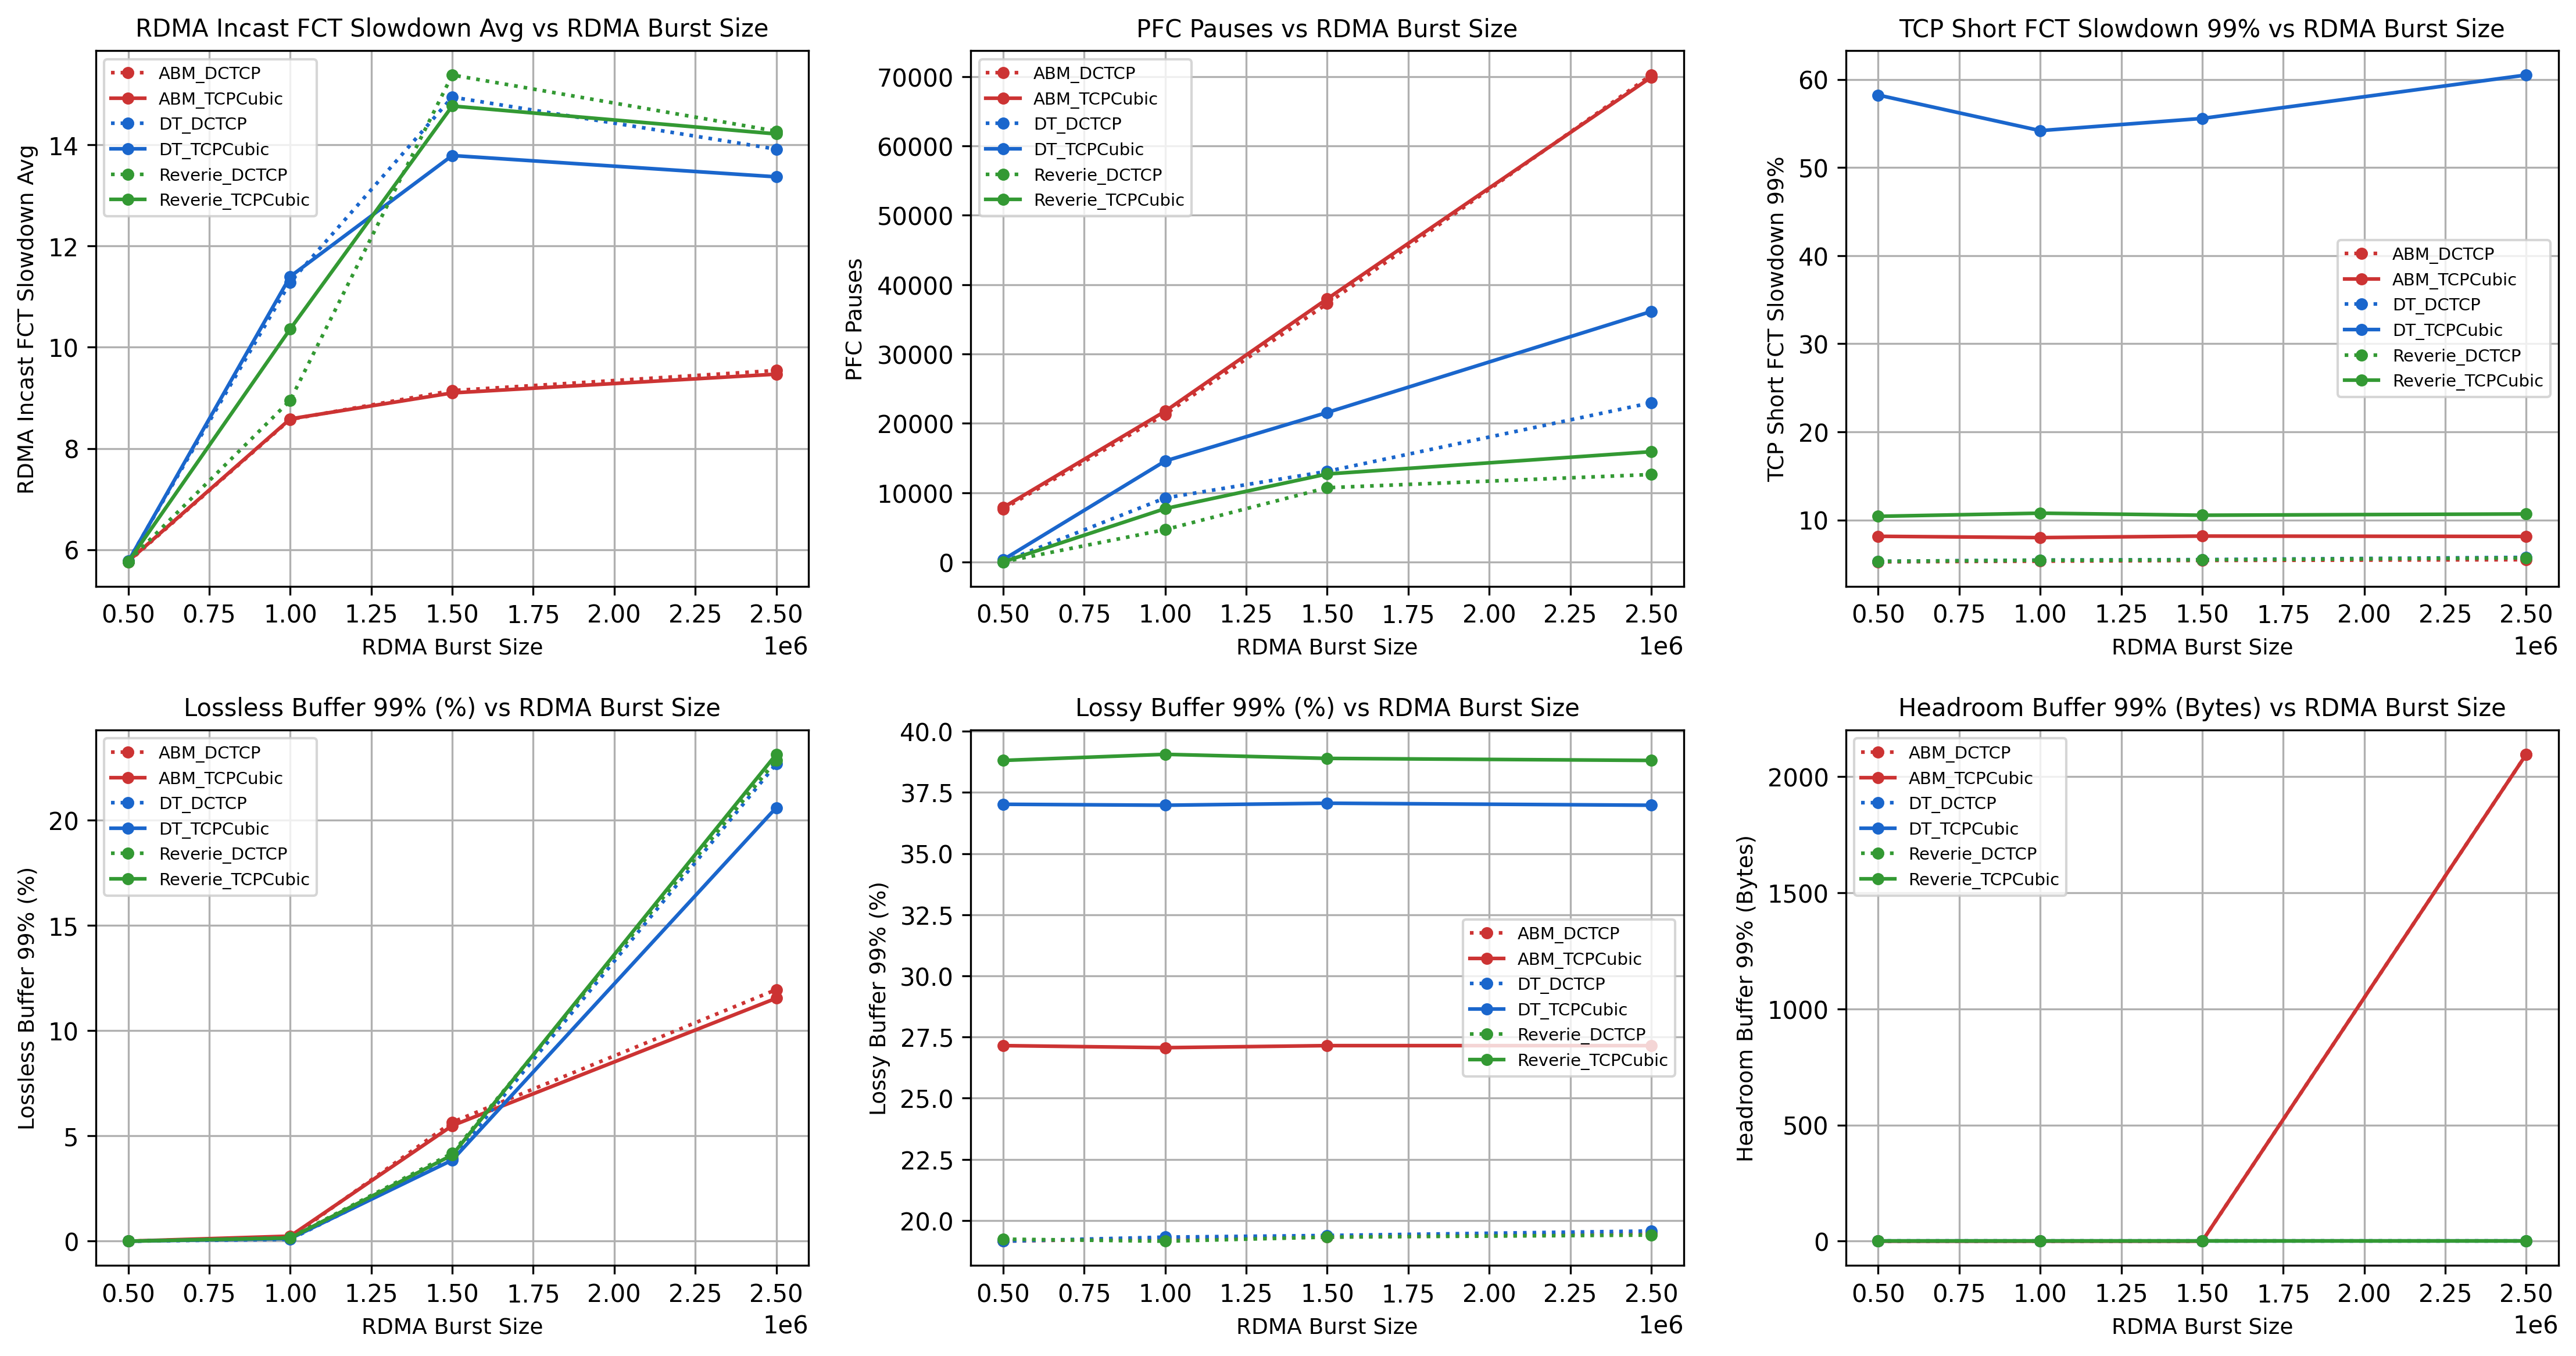 RDMA Incast FCT Slowdown Avg vs RDMA Burst Size
RDMA Incast FCT Slowdown Avg
14
12
10
8
6
ABM_DCTCP
ABM_TCPCubic
DT_DCTCP
DT_TCPCubic
Reverie_DCTCP
Reverie_TCPCubic
0.50 0.75 1.00 1.25 1.50 1.75 2.00 2.25 2.50
RDMA Burst Size
1e6
PFC Pauses vs RDMA Burst Size
PFC Pauses
70000
60000
50000
40000
30000
20000
10000
0
ABM_DCTCP
ABM_TCPCubic
DT_DCTCP
DT_TCPCubic
Reverie_DCTCP
Reverie_TCPCubic
0.50 0.75 1.00 1.25 1.50 1.75 2.00 2.25 2.50
RDMA Burst Size
1e6
TCP Short FCT Slowdown 99% vs RDMA Burst Size
TCP Short FCT Slowdown 99%
60
50
40
30
20
10
ABM_DCTCP
ABM_TCPCubic
DT_DCTCP
DT_TCPCubic
Reverie_DCTCP
Reverie_TCPCubic
0.50 0.75 1.00 1.25 1.50 1.75 2.00 2.25 2.50
RDMA Burst Size
1e6
Lossless Buffer 99% (%) vs RDMA Burst Size
Lossless Buffer 99% (%)
20
15
10
5
0
ABM_DCTCP
ABM_TCPCubic
DT_DCTCP
DT_TCPCubic
Reverie_DCTCP
Reverie_TCPCubic
0.50 0.75 1.00 1.25 1.50 1.75 2.00 2.25 2.50
RDMA Burst Size
1e6
Lossy Buffer 99% (%) vs RDMA Burst Size
Lossy Buffer 99% (%)
40.0
37.5
35.0
32.5
30.0
27.5
25.0
22.5
20.0
ABM_DCTCP
ABM_TCPCubic
DT_DCTCP
DT_TCPCubic
Reverie_DCTCP
Reverie_TCPCubic
0.50 0.75 1.00 1.25 1.50 1.75 2.00 2.25 2.50
RDMA Burst Size
1e6
Headroom Buffer 99% (Bytes) vs RDMA Burst Size
Headroom Buffer 99% (Bytes)
2000
1500
1000
500
0
ABM_DCTCP
ABM_TCPCubic
DT_DCTCP
DT_TCPCubic
Reverie_DCTCP
Reverie_TCPCubic
0.50 0.75 1.00 1.25 1.50 1.75 2.00 2.25 2.50
RDMA Burst Size
1e6